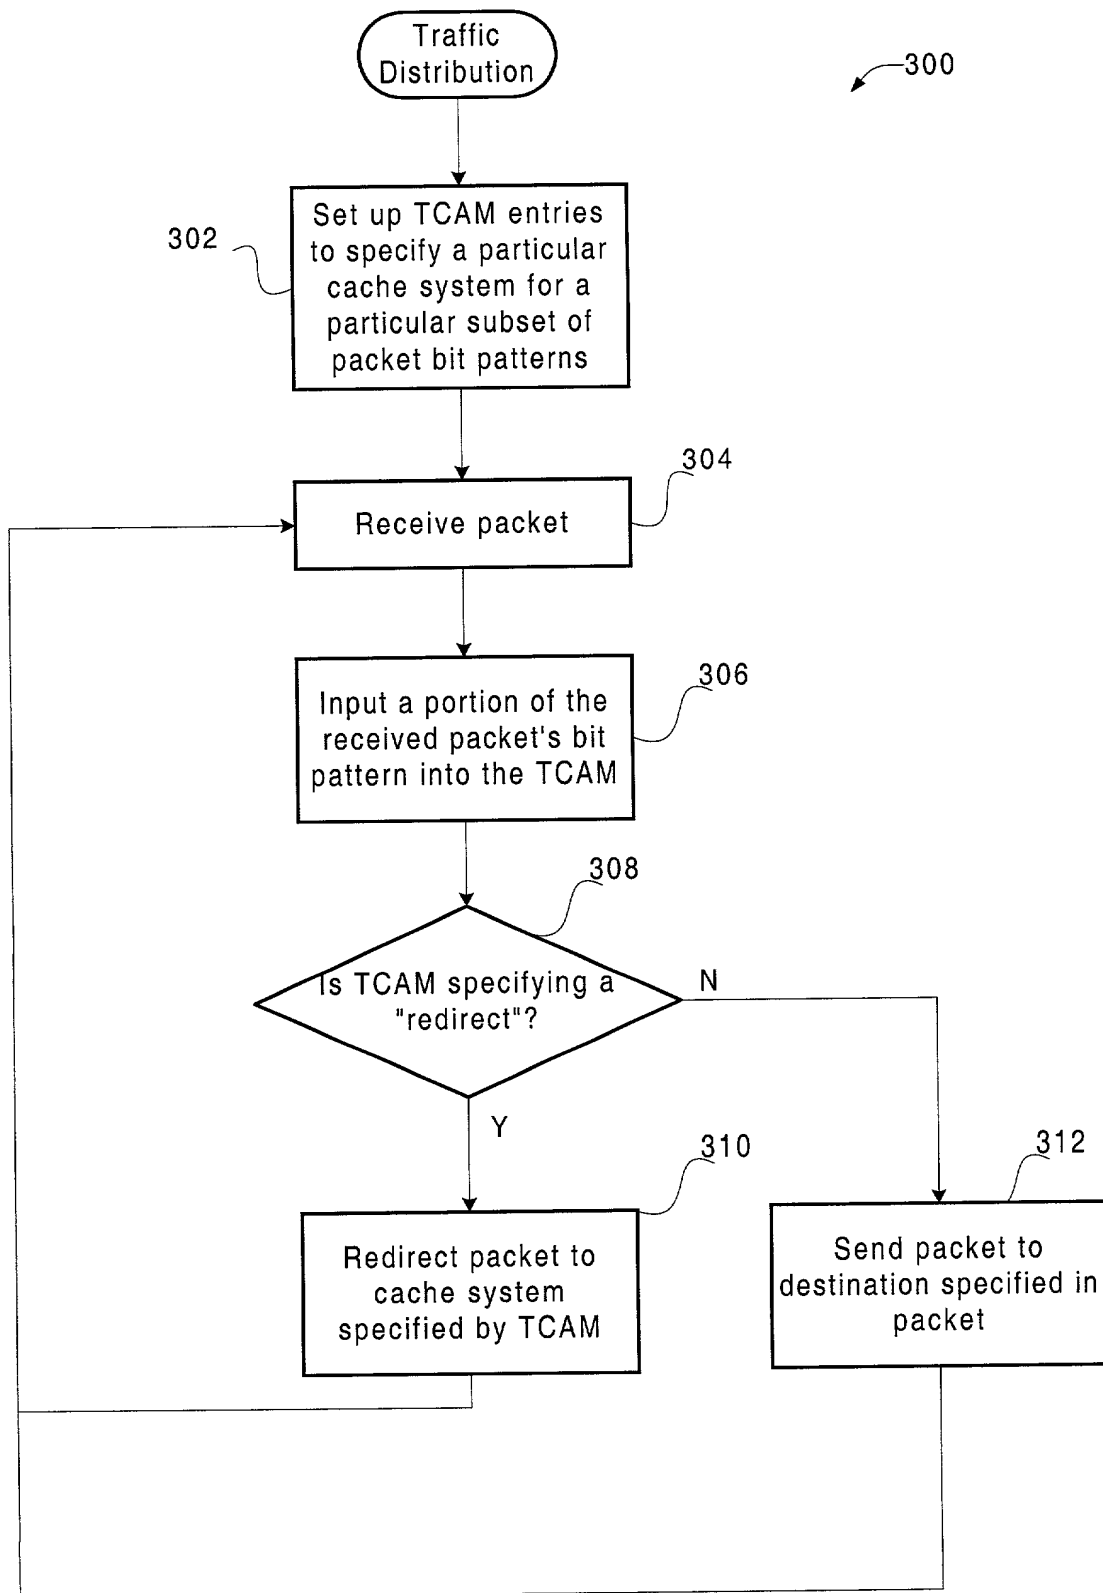 Traffic
Distribution
300
302
Set up TCAM entries
to specify a particular
cache system for a
particular subset of
packet bit patterns
304
Receive packet
306
Input a portion of the
received packet's bit
pattern into the TCAM
308
Is TCAM specifying a
"redirect"?
N
Y
310
312
Redirect packet to
cache system
specified by TCAM
Send packet to
destination specified in
packet